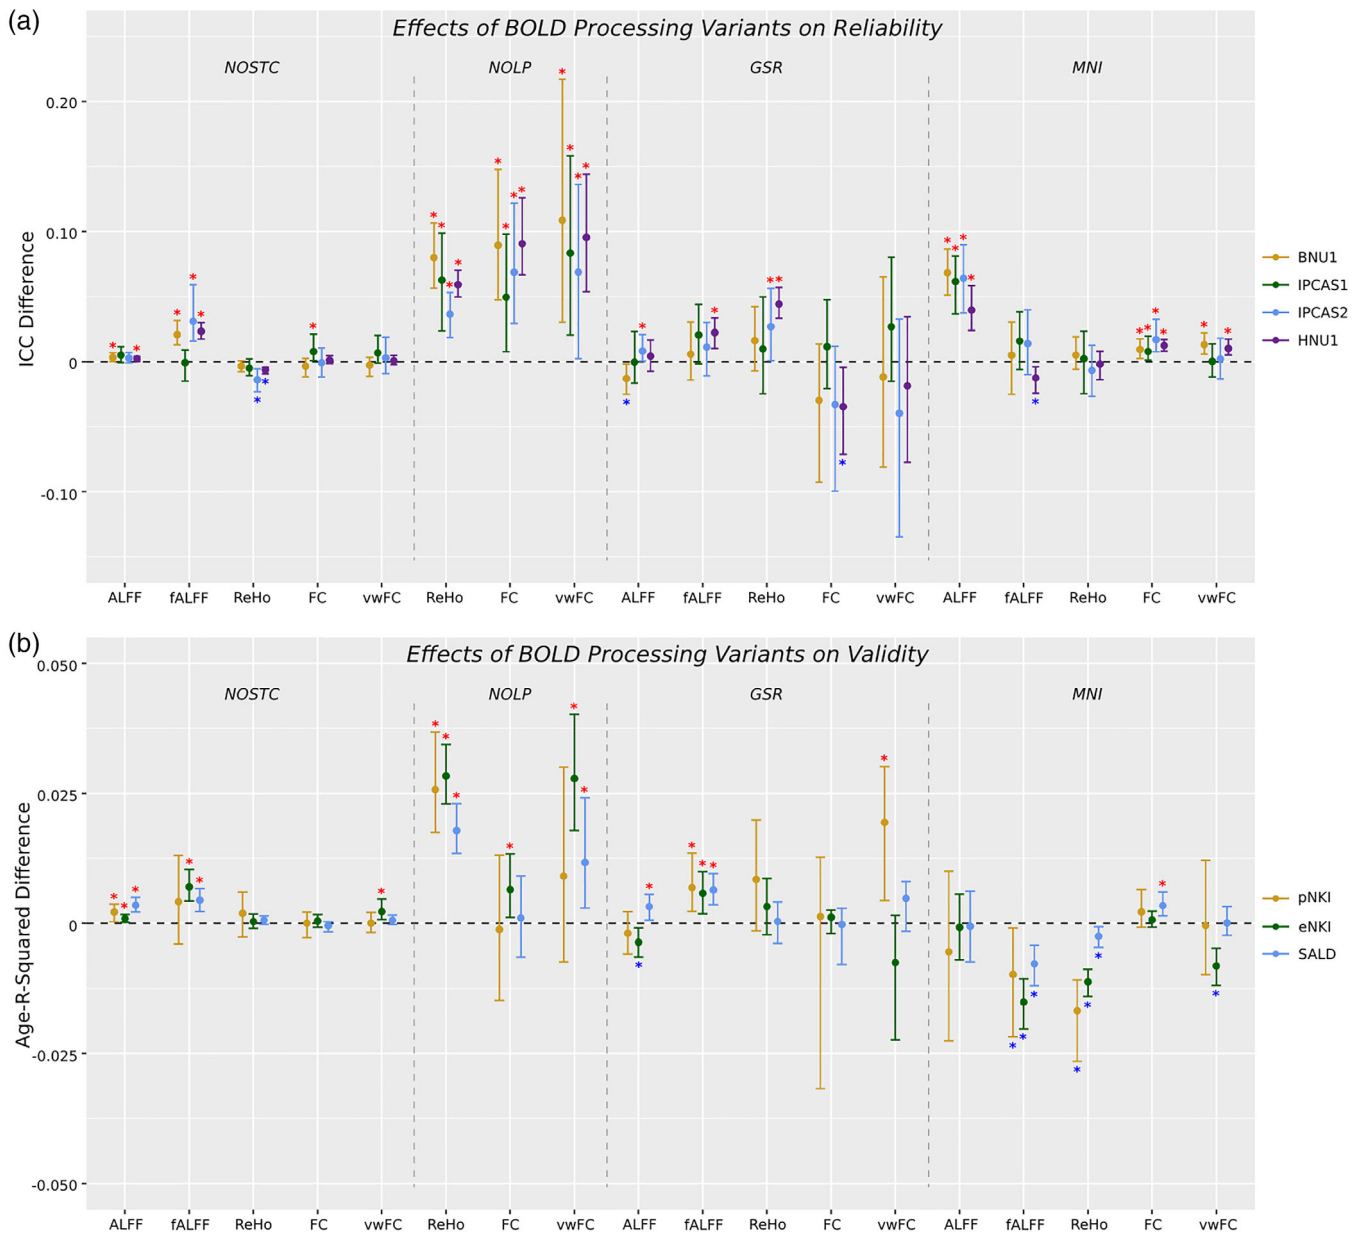 (a)
Effects of BOLD Processing Variants on Reliability
NOSTC NOLP GSR MNI
ICC Difference
0.20
0.10
0
-0.10
* * * * * * * * * * * * * * * * * * * * * * * * * * * * * * * * * * * * * * *
ALFF fALFF ReHo FC vwFC ReHo FC vwFC ALFF fALFF ReHo FC vwFC ALFF fALFF ReHo FC vwFC
BNU1
IPCAS1
IPCAS2
HNU1
(b)
Effects of BOLD Processing Variants on Validity
NOSTC NOLP GSR MNI
Age-R-Squared Difference
0.050
0.025
0
-0.025
-0.050
* * * * * * * * * * * * * * * * * * * * * * * *
ALFF fALFF ReHo FC vwFC ReHo FC vwFC ALFF fALFF ReHo FC vwFC ALFF fALFF ReHo FC vwFC
pNKI
eNKI
SALD